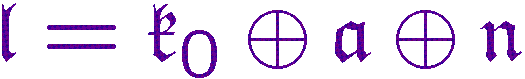 𝔩 = 𝔨₀ ⊕ 𝔞 ⊕ 𝔫